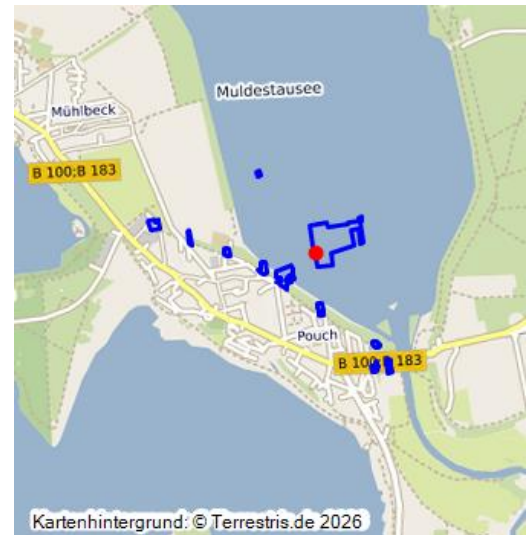 Muldestausee
Mühlbeck
B 100;B 183
Pouch
B 100;B 183
Kartenhintergrund: © Terrestris.de 2026